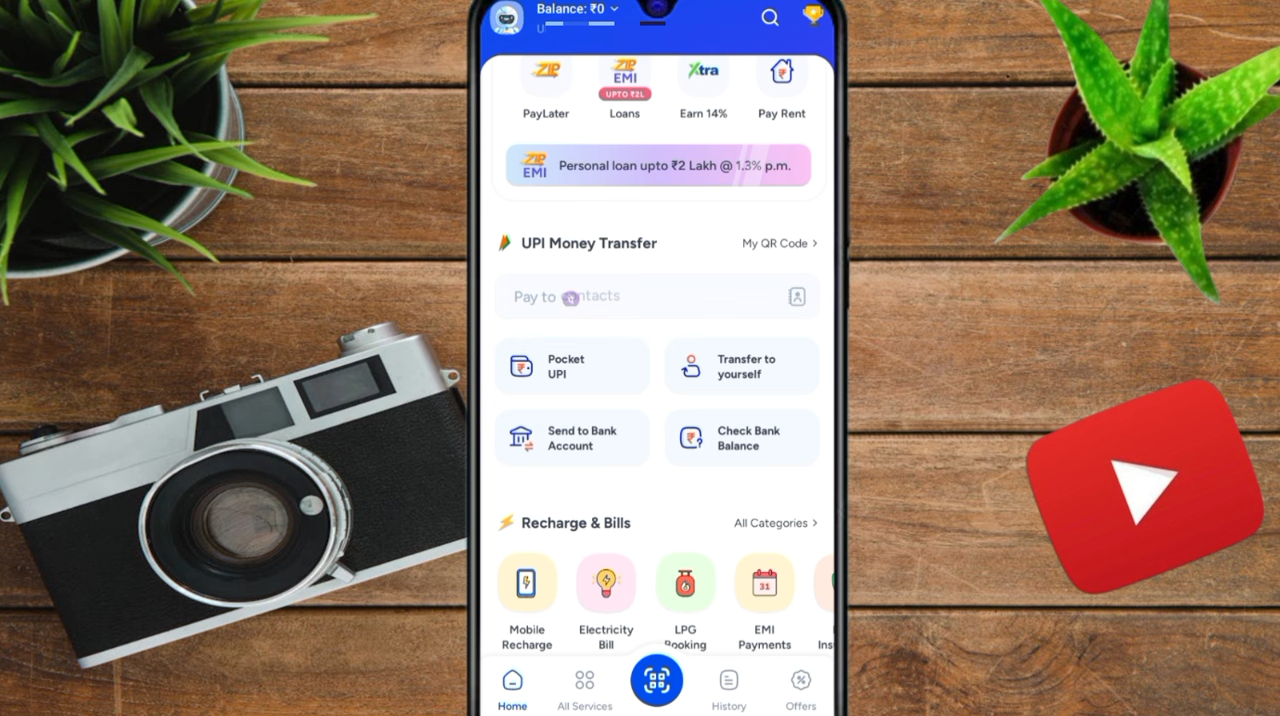 Balance: ₹0
ZIP
ZIP
EMI
Xtra
UPTO ₹2L
PayLater
Loans
Earn 14%
Pay Rent
ZIP
EMI
Personal loan upto ₹2 Lakh @ 1.3% p.m.
UPI Money Transfer
My QR Code >
Pay to contacts
Pocket
UPI
Transfer to
yourself
Send to Bank
Account
Check Bank
Balance
Recharge & Bills
All Categories >
31
Mobile
Recharge
Electricity
Bill
LPG
Booking
EMI
Payments
Home
All Services
History
Offers